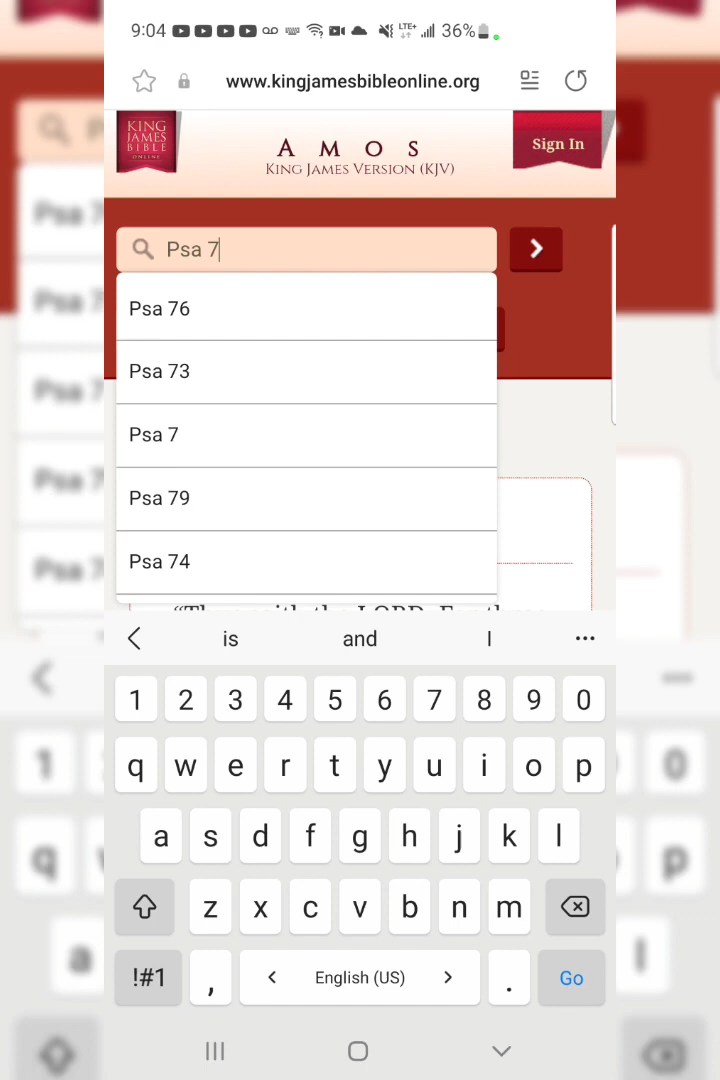 9:04 LTE+ 36%
www.kingjamesbibleonline.org
KING
JAMES
BIBLE
ONLINE
AMOS
KING JAMES VERSION (KJV)
Sign In
Psa 7
Psa 76
Psa 73
Psa 7
Psa 79
Psa 74
is and I
1 2 3 4 5 6 7 8 9 0
q w e r t y u i o p
a s d f g h j k l
z x c v b n m
!#1 , < English (US) > . Go